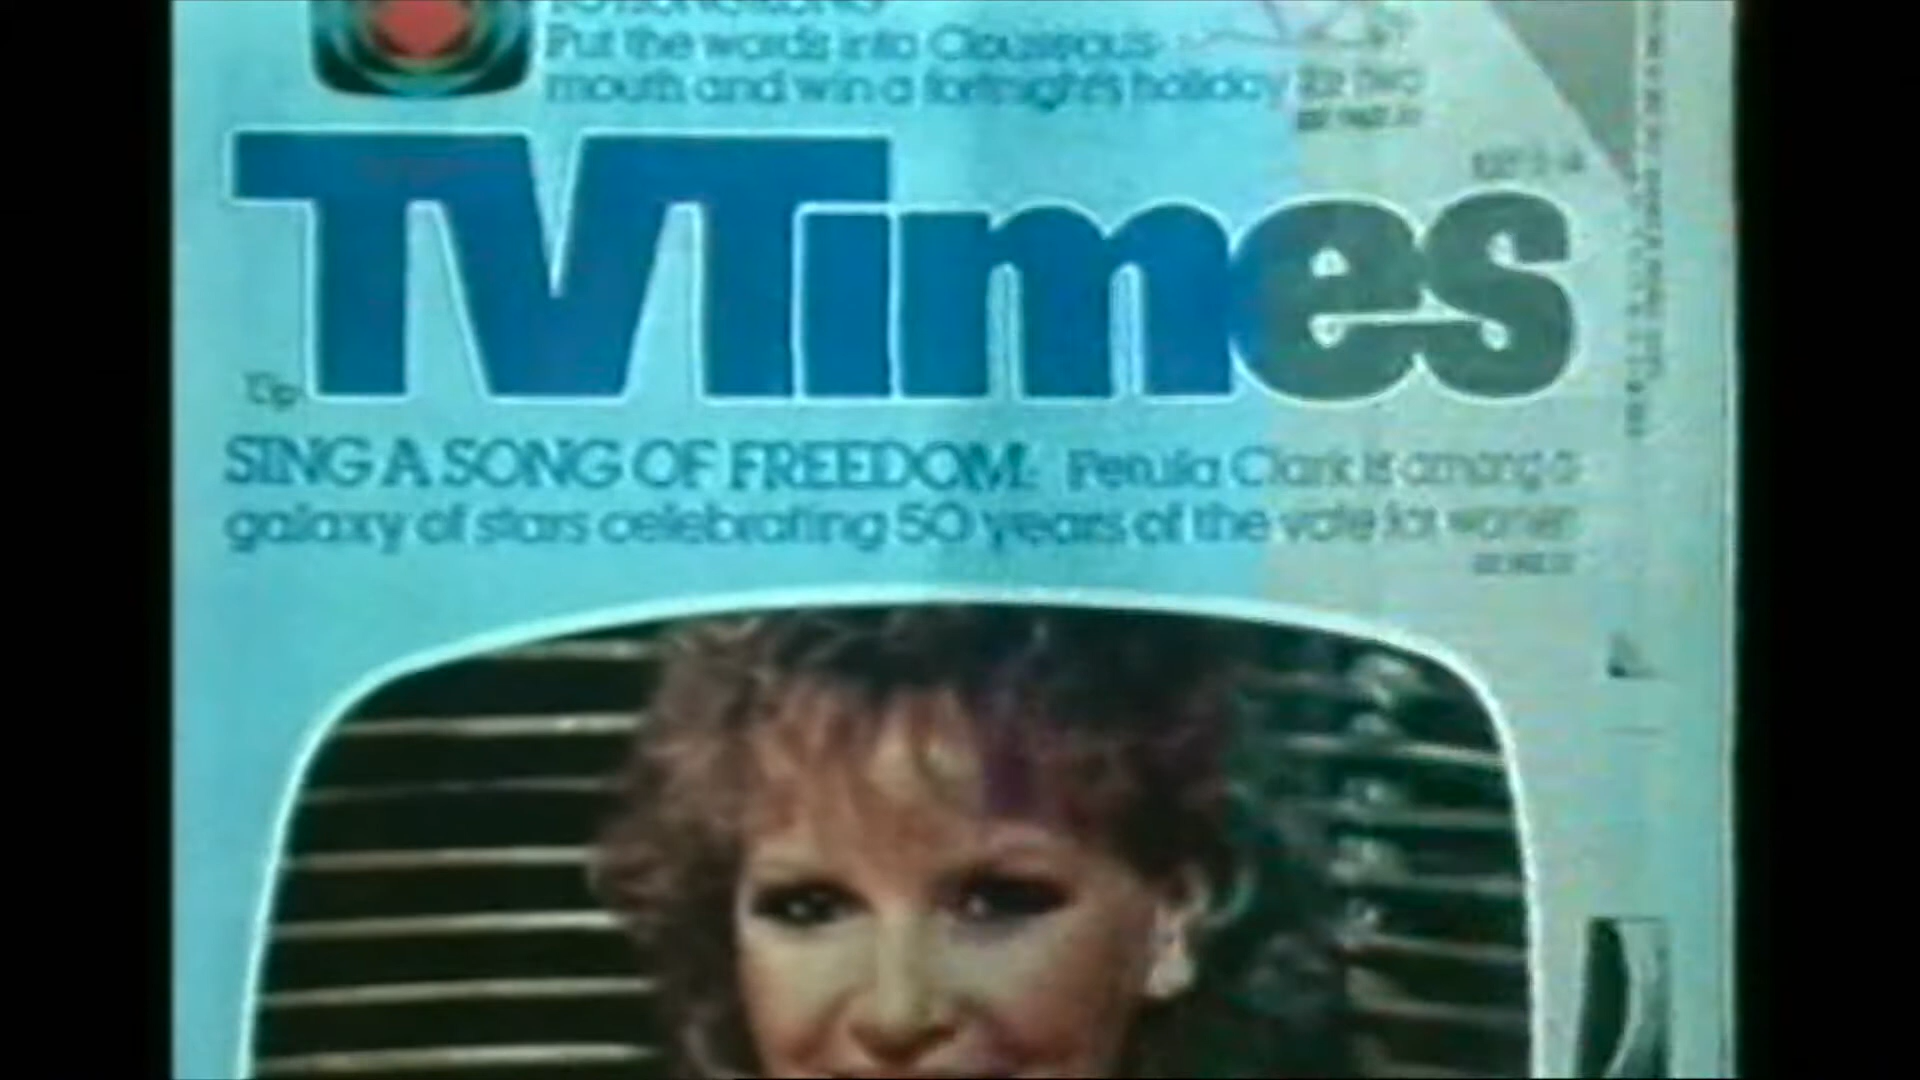 Put the words into Clouseau's
mouth and win a fortnight's holiday for two
TVTimes
SING A SONG OF FREEDOM: Petula Clark is among a
galaxy of stars celebrating 50 years of the vote for women